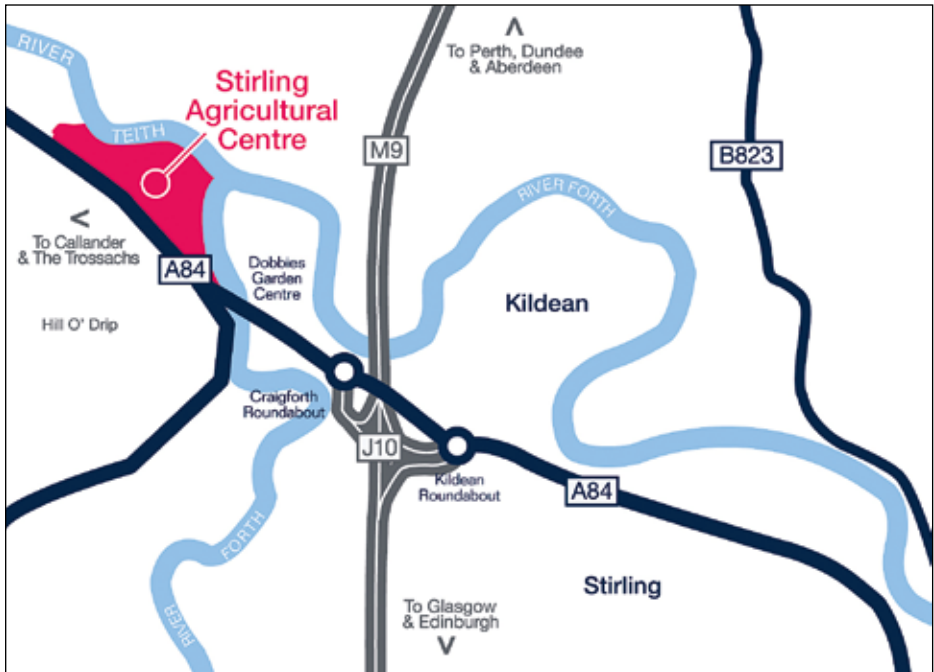 RIVER
TEITH
Stirling
Agricultural
Centre
To Perth, Dundee
& Aberdeen
M9
B823
RIVER FORTH
To Callander
& The Trossachs
A84
Dobbies
Garden
Centre
Kildean
Hill O' Drip
Craigforth
Roundabout
J10
Kildean
Roundabout
A84
RIVER
FORTH
Stirling
To Glasgow
& Edinburgh